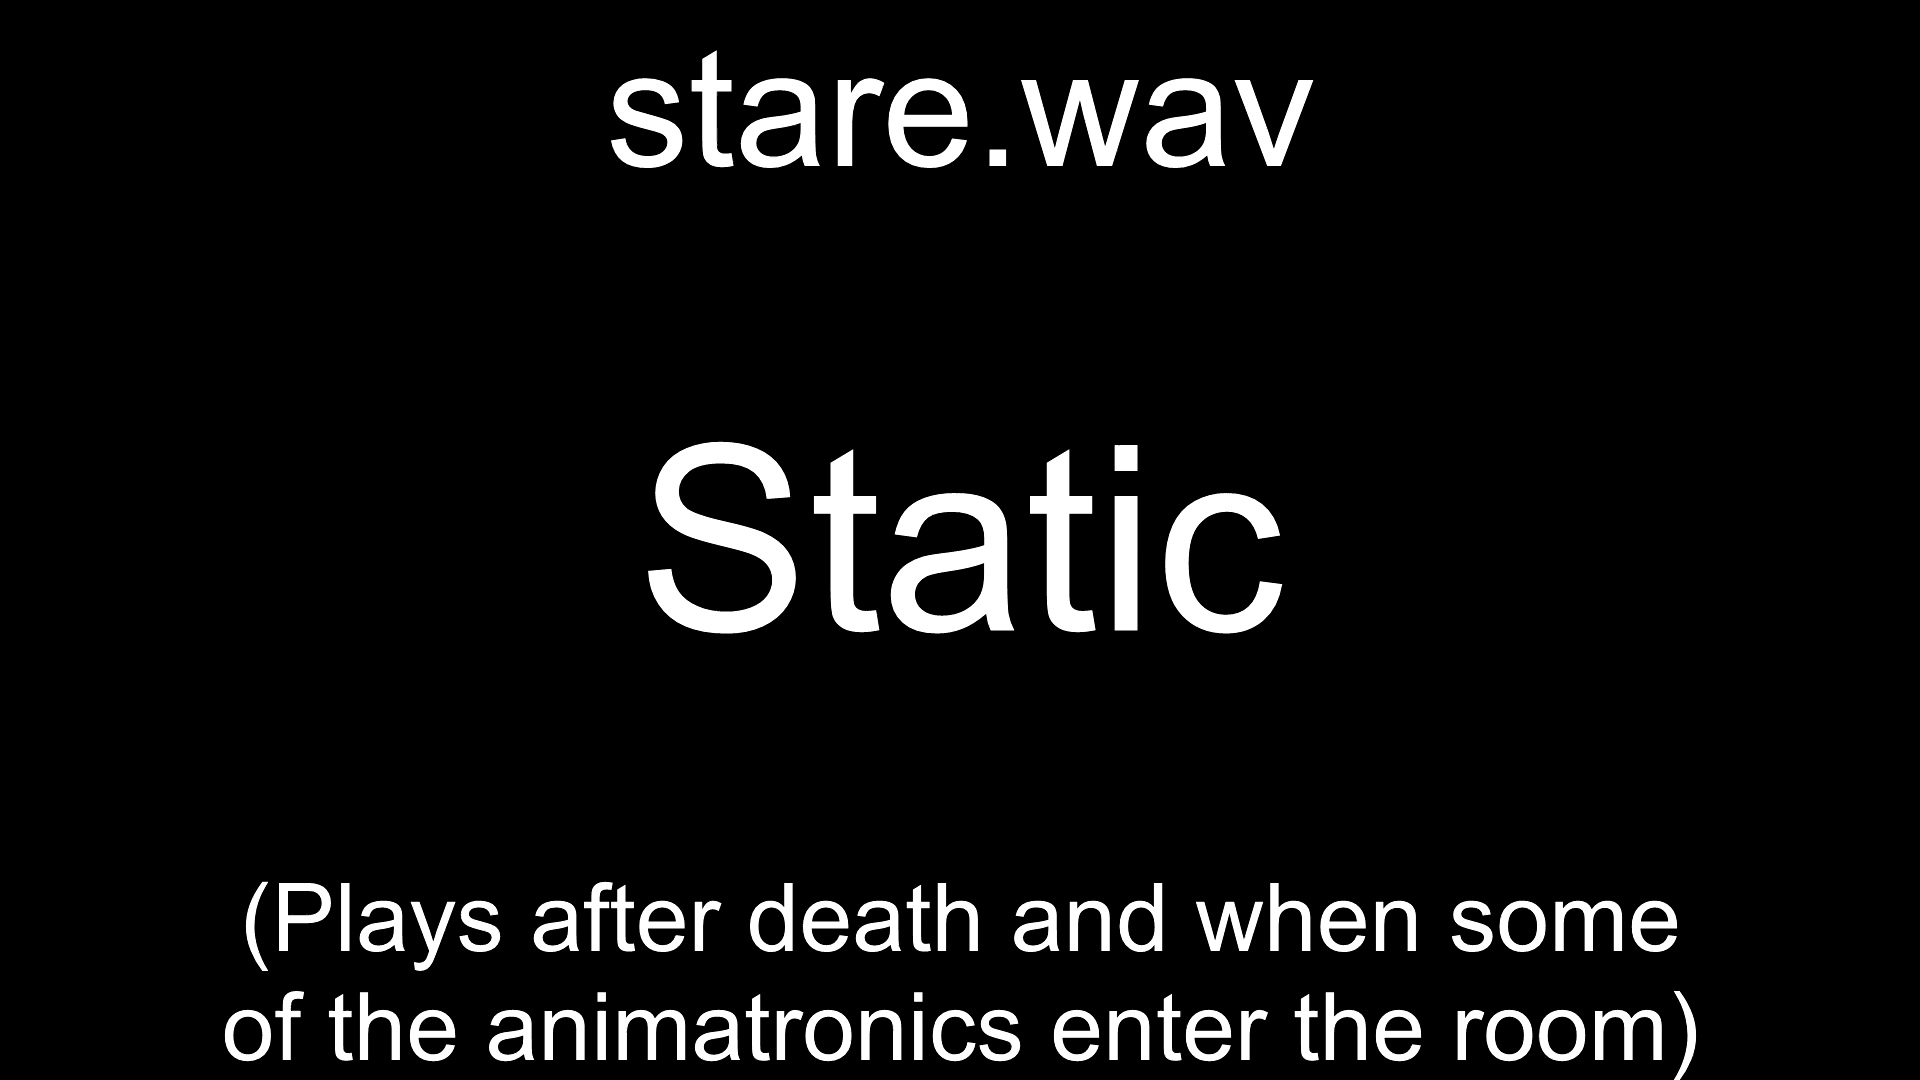 stare.wav
Static
(Plays after death and when some
of the animatronics enter the room)